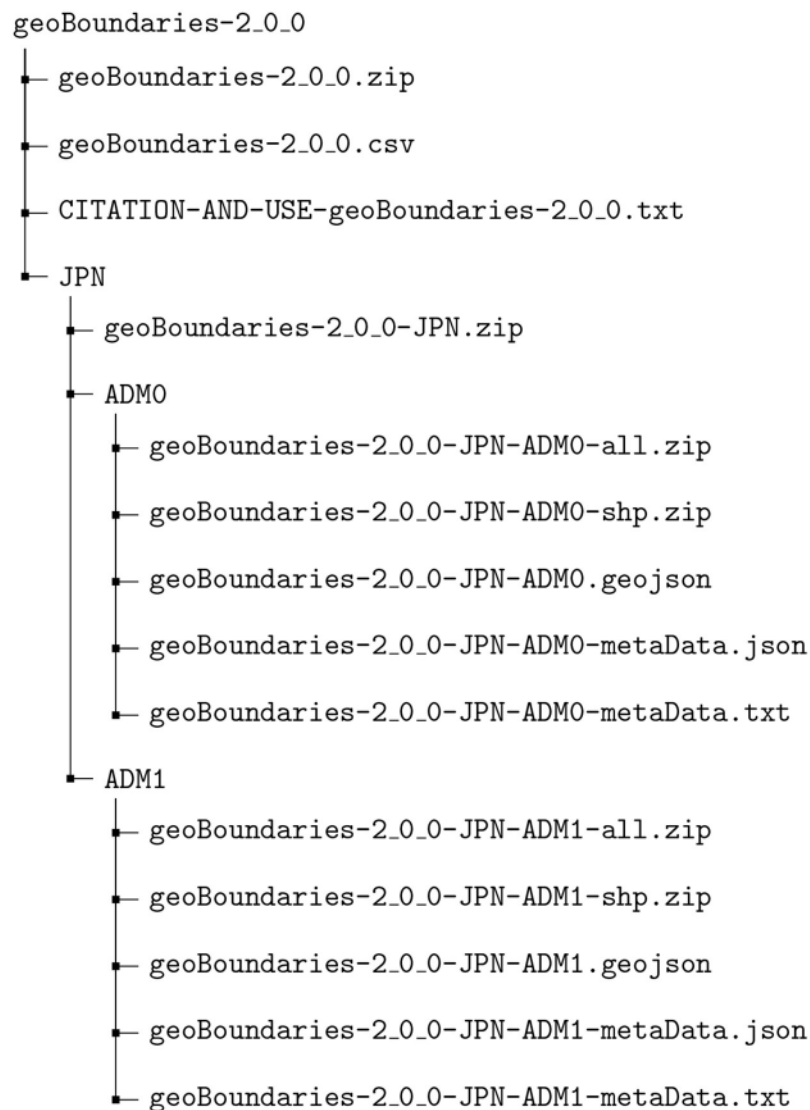 geoBoundaries-2_0_0
geoBoundaries-2_0_0.zip
geoBoundaries-2_0_0.csv
CITATION-AND-USE-geoBoundaries-2_0_0.txt
JPN
geoBoundaries-2_0_0-JPN.zip
ADM0
geoBoundaries-2_0_0-JPN-ADM0-all.zip
geoBoundaries-2_0_0-JPN-ADM0-shp.zip
geoBoundaries-2_0_0-JPN-ADM0.geojson
geoBoundaries-2_0_0-JPN-ADM0-metaData.json
geoBoundaries-2_0_0-JPN-ADM0-metaData.txt
ADM1
geoBoundaries-2_0_0-JPN-ADM1-all.zip
geoBoundaries-2_0_0-JPN-ADM1-shp.zip
geoBoundaries-2_0_0-JPN-ADM1.geojson
geoBoundaries-2_0_0-JPN-ADM1-metaData.json
geoBoundaries-2_0_0-JPN-ADM1-metaData.txt